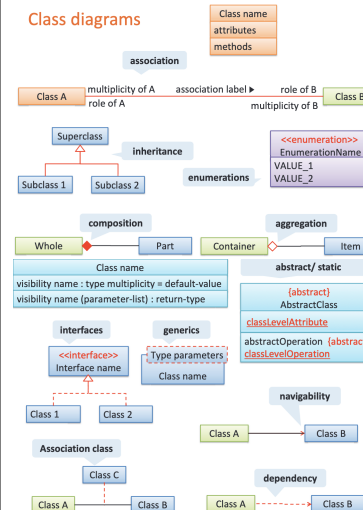 Class diagrams
Class name
attributes
methods
association
Class A
multiplicity of A
association label
role of B
role of A
multiplicity of B
Class B
Superclass
inheritance
Subclass 1
Subclass 2
enumerations
<<enumeration>>
EnumerationName
VALUE_1
VALUE_2
composition
Whole
Part
aggregation
Container
Item
Class name
visibility name : type multiplicity = default-value
visibility name (parameter-list) : return-type
abstract/ static
{abstract}
AbstractClass
classLevelAttribute
abstractOperation {abstrac
classLevelOperation
interfaces
<<interface>>
Interface name
Class 1
Class 2
generics
Type parameters
Class name
navigability
Class A
Class B
Association class
Class C
Class A
Class B
dependency
Class A
Class B